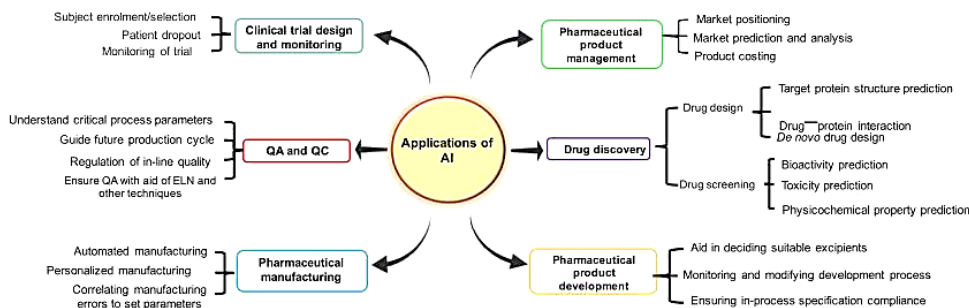 Subject enrolment/selection
Patient dropout
Monitoring of trial
Clinical trial design
and monitoring
Pharmaceutical
product
management
Market positioning
Market prediction and analysis
Product costing
Understand critical process parameters
Guide future production cycle
Regulation of in-line quality
Ensure QA with aid of ELN and
other techniques
QA and QC
Applications of
AI
Drug discovery
Drug design
Target protein structure prediction
Drug—protein interaction
De novo drug design
Drug screening
Bioactivity prediction
Toxicity prediction
Physicochemical property prediction
Automated manufacturing
Personalized manufacturing
Correlating manufacturing
errors to set parameters
Pharmaceutical
manufacturing
Pharmaceutical
product
development
Aid in deciding suitable excipients
Monitoring and modifying development process
Ensuring in-process specification compliance